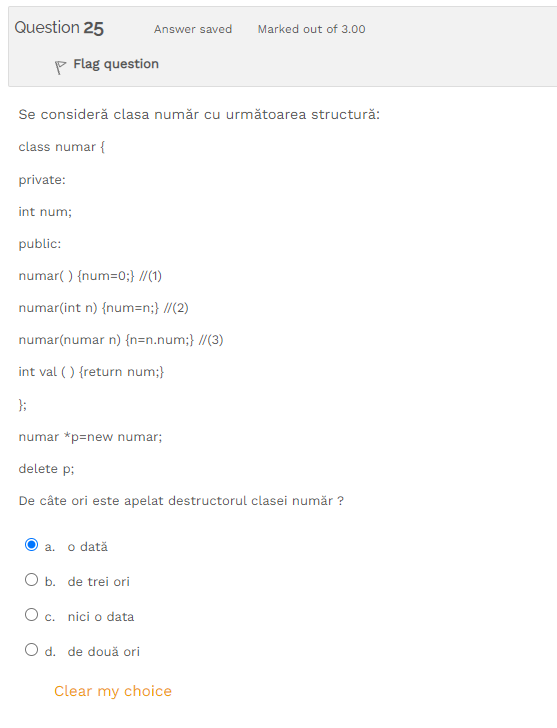 Question 25 Answer saved Marked out of 3.00
Flag question
Se consideră clasa număr cu următoarea structură:
class numar {
private:
int num;
public:
numar( ) {num=0;} //(1)
numar(int n) {num=n;} //(2)
numar(numar n) {n=n.num;} //(3)
int val ( ) {return num;}
};
numar *p=new numar;
delete p;
De câte ori este apelat destructorul clasei număr ?
a. o dată
b. de trei ori
c. nici o data
d. de două ori
Clear my choice